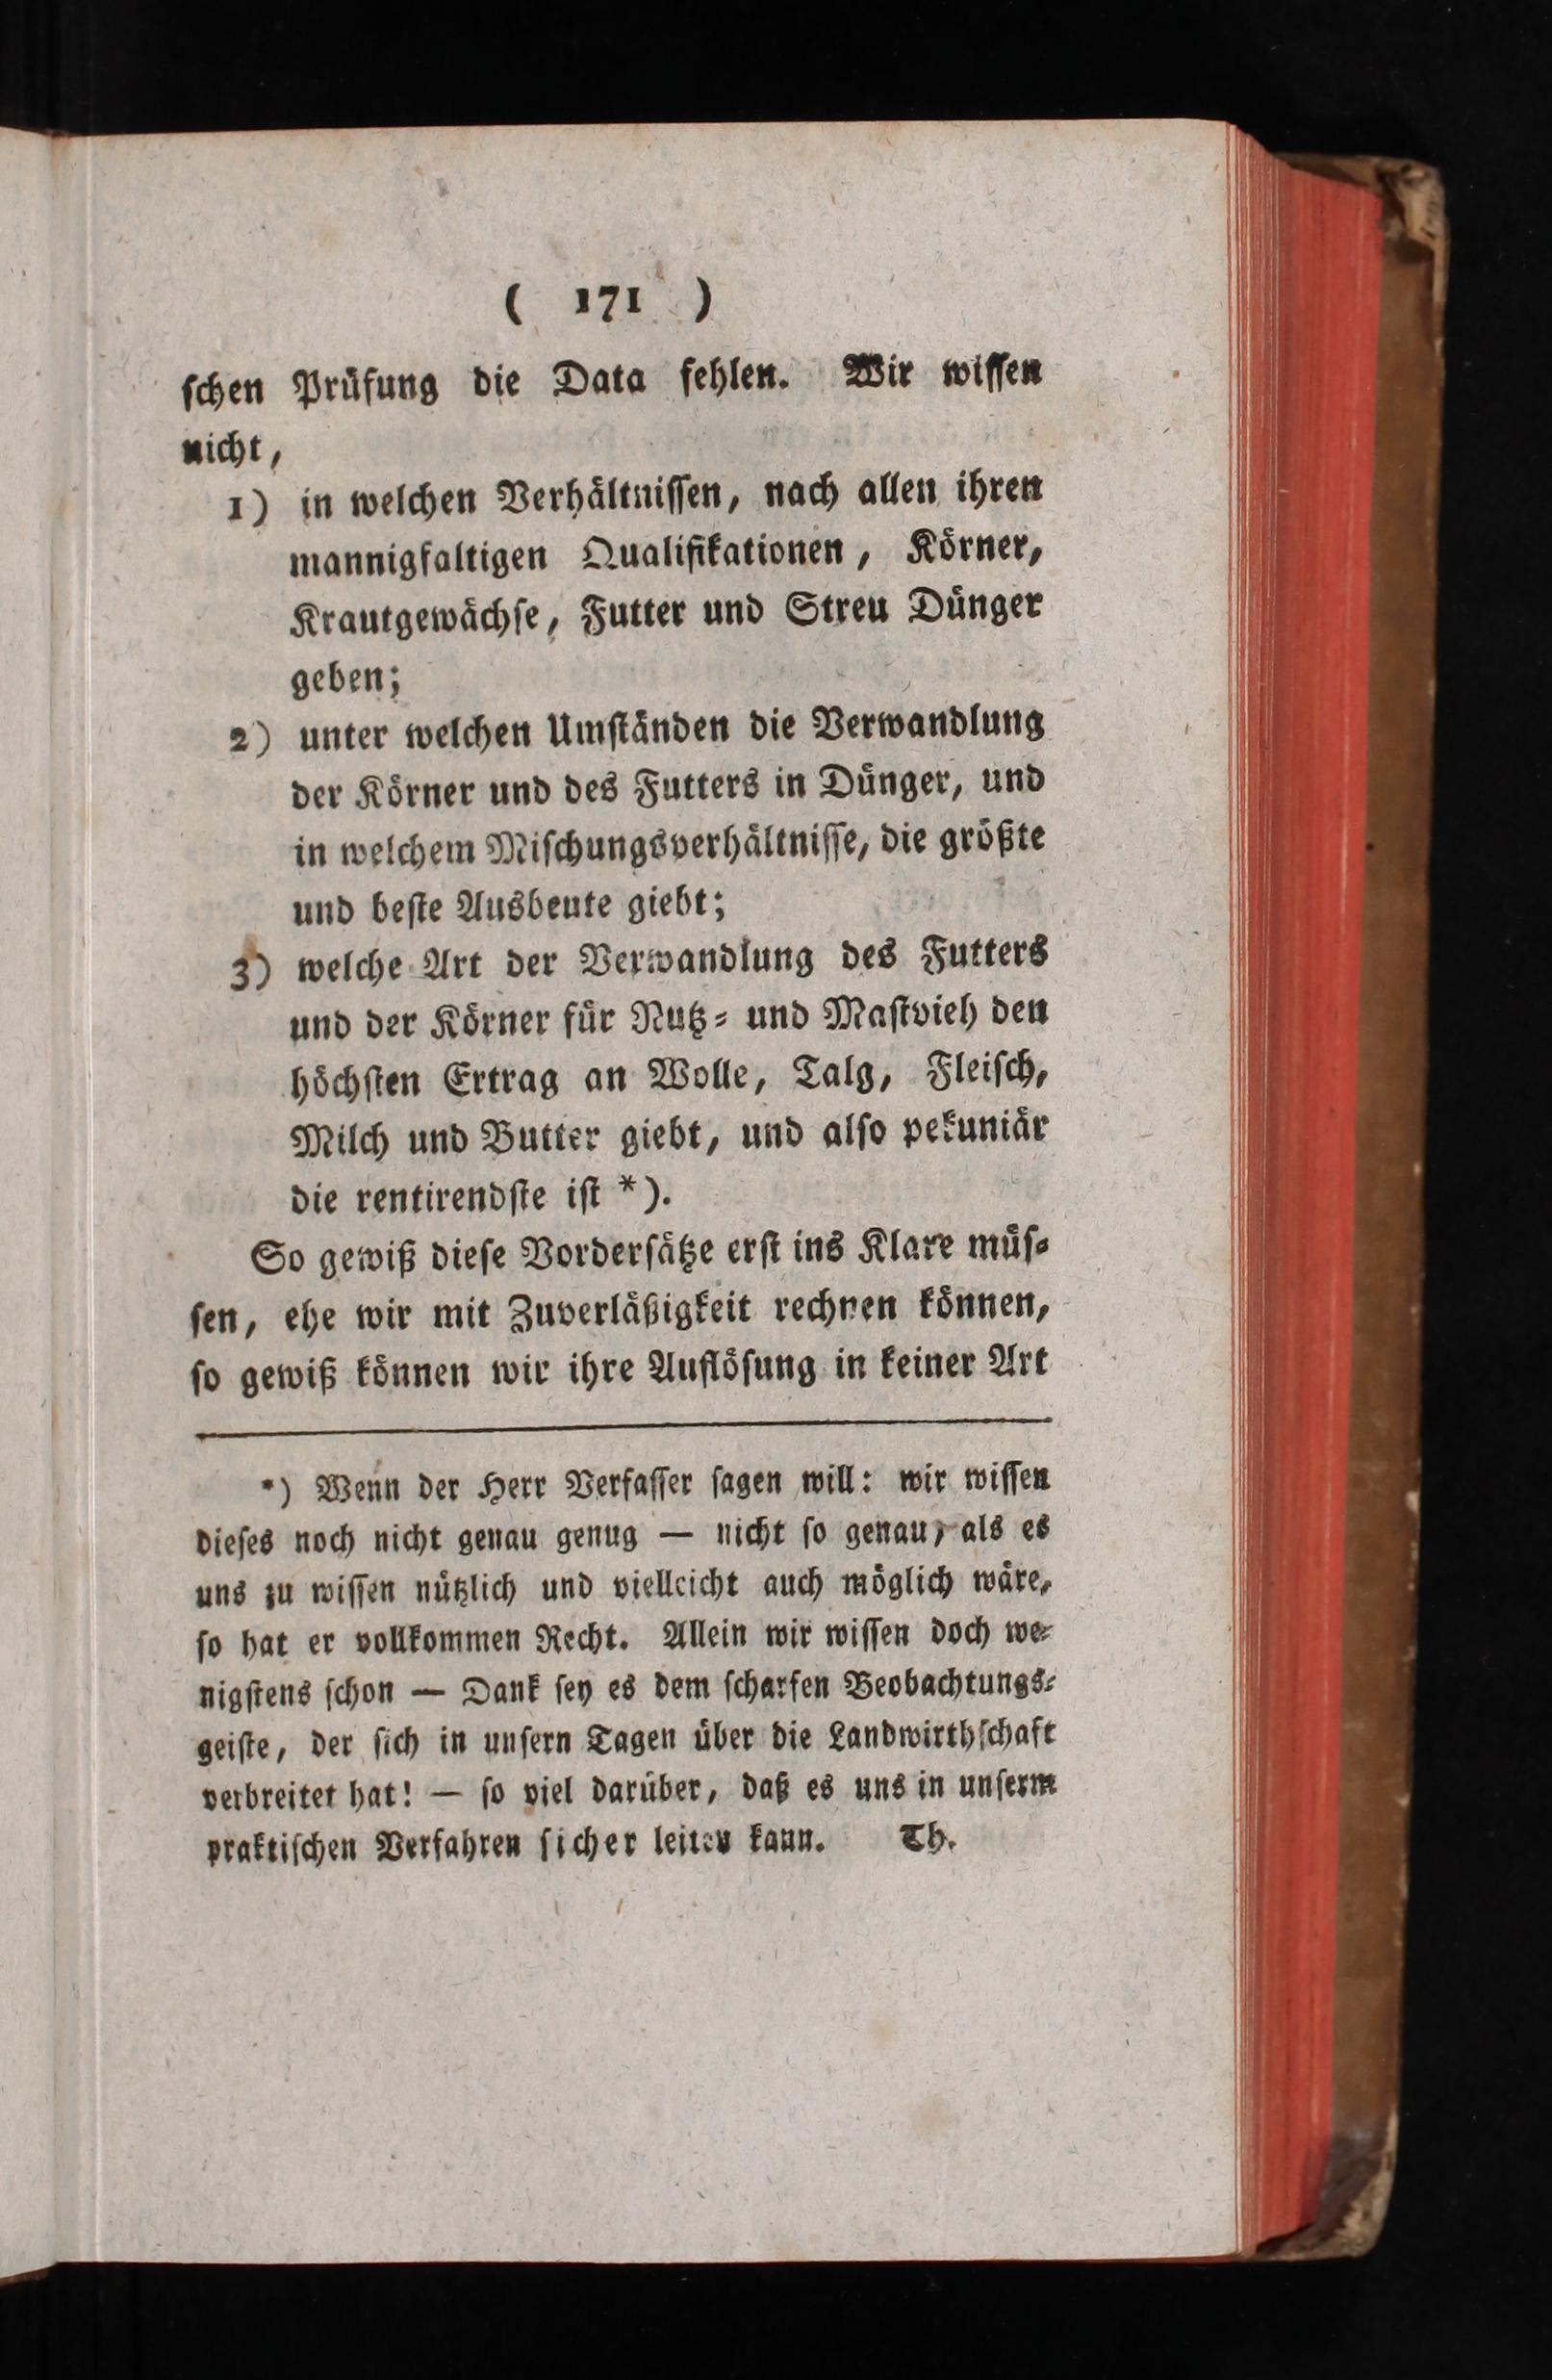 ( 171 )
ſchen Prüfung die Data fehlen. Wir wiſſen
nicht,
1) in welchen Verhältniſſen, nach allen ihren
mannigfaltigen Qualifikationen, Körner,
Krautgewächſe, Futter und Streu Dünger
geben;
2) unter welchen Umſtänden die Verwandlung
der Körner und des Futters in Dünger, und
in welchem Miſchungsverhältniſſe, die größte
und beſte Ausbeute giebt;
3) welche Art der Verwandlung des Futters
und der Körner für Nutz- und Maſtvieh den
höchſten Ertrag an Wolle, Talg, Fleiſch,
Milch und Butter giebt, und alſo pekuniär
die rentirendſte iſt *).
So gewiß dieſe Vorderſätze erſt ins Klare müſ-
ſen, ehe wir mit Zuverläßigkeit rechnen können,
ſo gewiß können wir ihre Auflöſung in keiner Art
*) Wenn der Herr Verfaſſer ſagen will: wir wiſſen
dieſes noch nicht genau genug — nicht ſo genau, als es
uns zu wiſſen nützlich und vielleicht auch möglich wäre,
ſo hat er vollkommen Recht. Allein wir wiſſen doch we-
nigſtens ſchon — Dank ſey es dem ſcharfen Beobachtungs-
geiſte, der ſich in unſern Tagen über die Landwirthſchaft
verbreitet hat! — ſo viel darüber, daß es uns in unſerm
praktiſchen Verfahren ſicher leiten kann. Th.